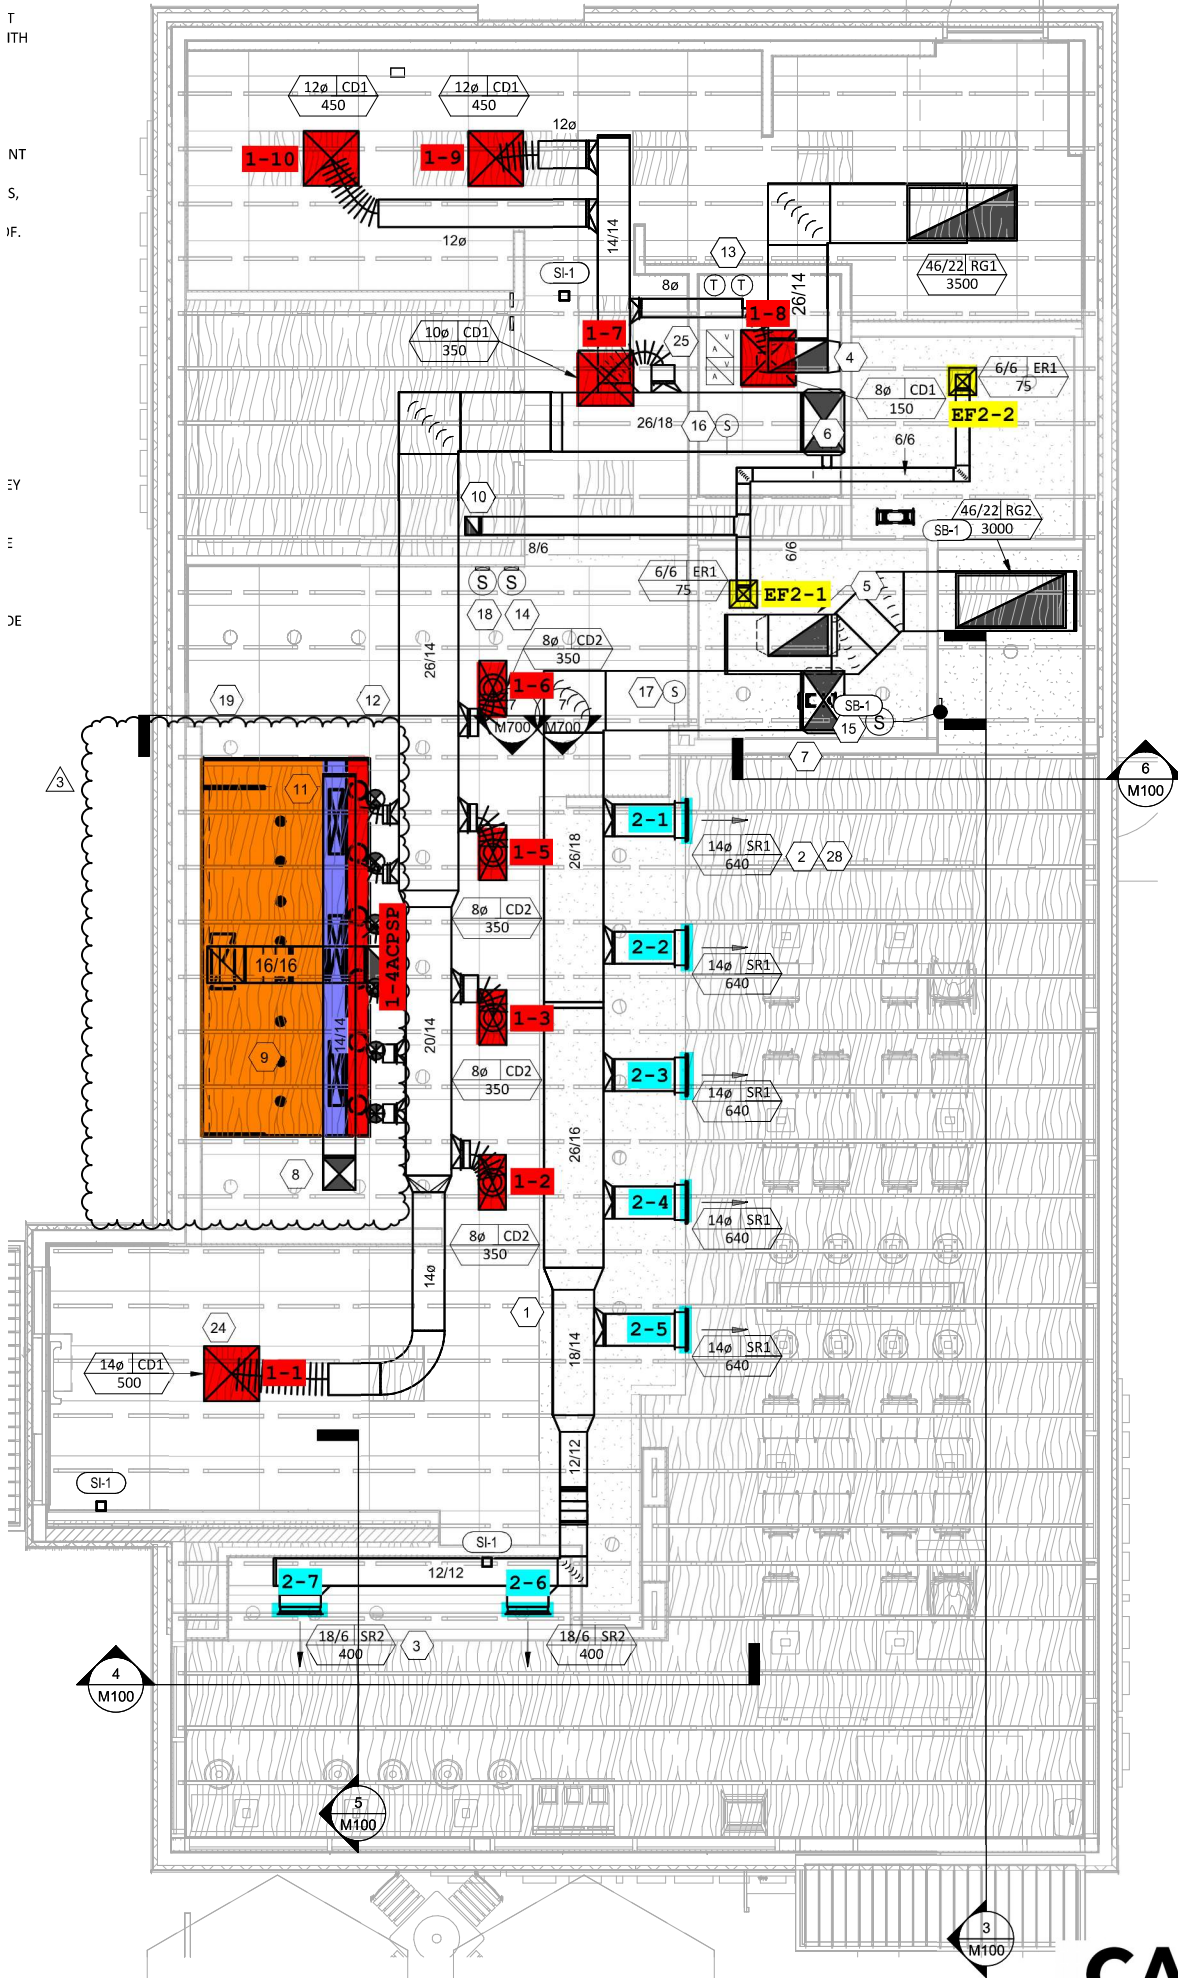 T
ITH
NT
S,
OF.
EY
E
DE
12ø CD1
450
12ø CD1
450
1-10
1-9
12ø
12ø
14/14
13
46/22 RG1
3500
SI-1
8ø
T
T
26/14
1-8
1-7
10ø CD1
350
25
V
A
V
A
4
6/6 ER1
75
8ø CD1
150
EF2-2
26/18
16
S
6
6/6
10
46/22 RG2
3000
SB-1
8/6
6/6
6/6 ER1
75
EF2-1
5
S
S
18
14
8ø CD2
350
26/14
1-6
19
12
17
S
7
M700
7
M700
SB-1
15
S
7
6
M100
3
11
2-1
14ø SR1
640
2
28
1-5
26/18
8ø CD2
350
1-4ACPSP
2-2
14ø SR1
640
16/16
1-3
14/14
20/14
9
8ø CD2
350
2-3
14ø SR1
640
26/16
8
1-2
2-4
14ø SR1
640
8ø CD2
350
14ø
1
24
2-5
14ø SR1
640
18/14
14ø CD1
500
1-1
12/12
SI-1
SI-1
12/12
2-7
2-6
18/6 SR2
400
3
18/6 SR2
400
4
M100
5
M100
3
M100
CA